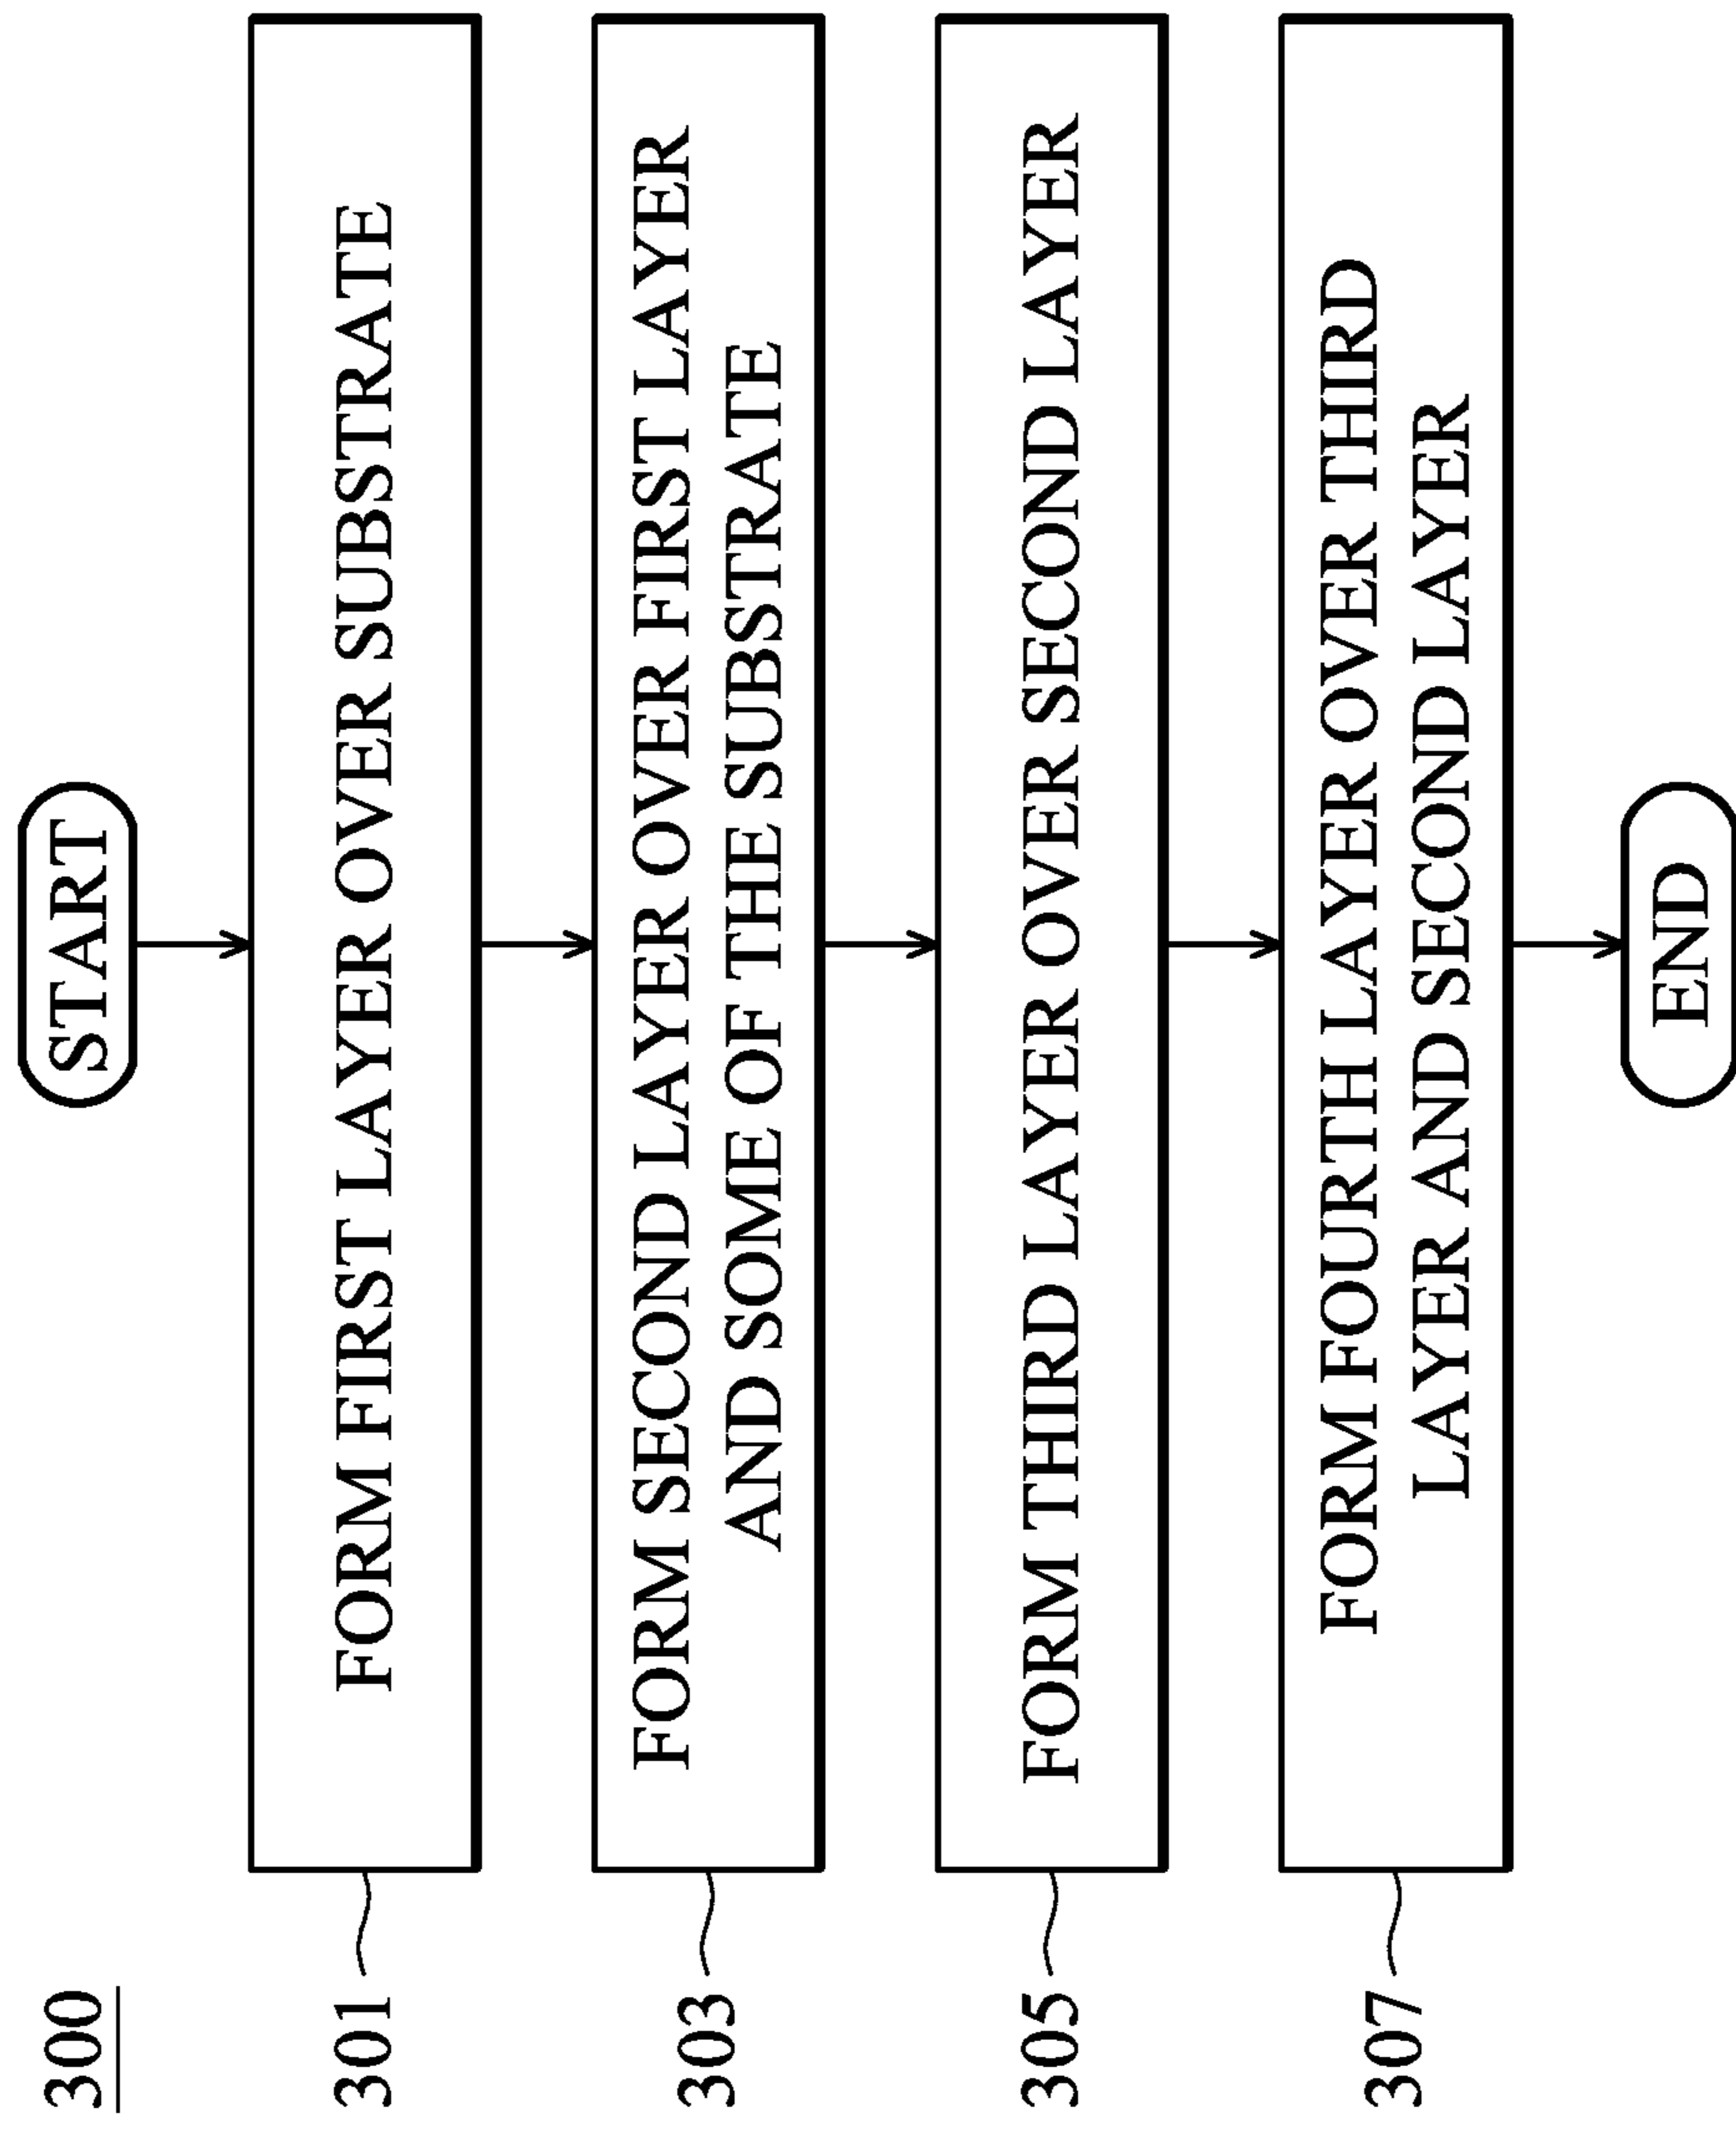 300
START
301
FORM FIRST LAYER OVER SUBSTRATE
303
FORM SECOND LAYER OVER FIRST LAYER
AND SOME OF THE SUBSTRATE
305
FORM THIRD LAYER OVER SECOND LAYER
307
FORM FOURTH LAYER OVER THIRD
LAYER AND SECOND LAYER
END